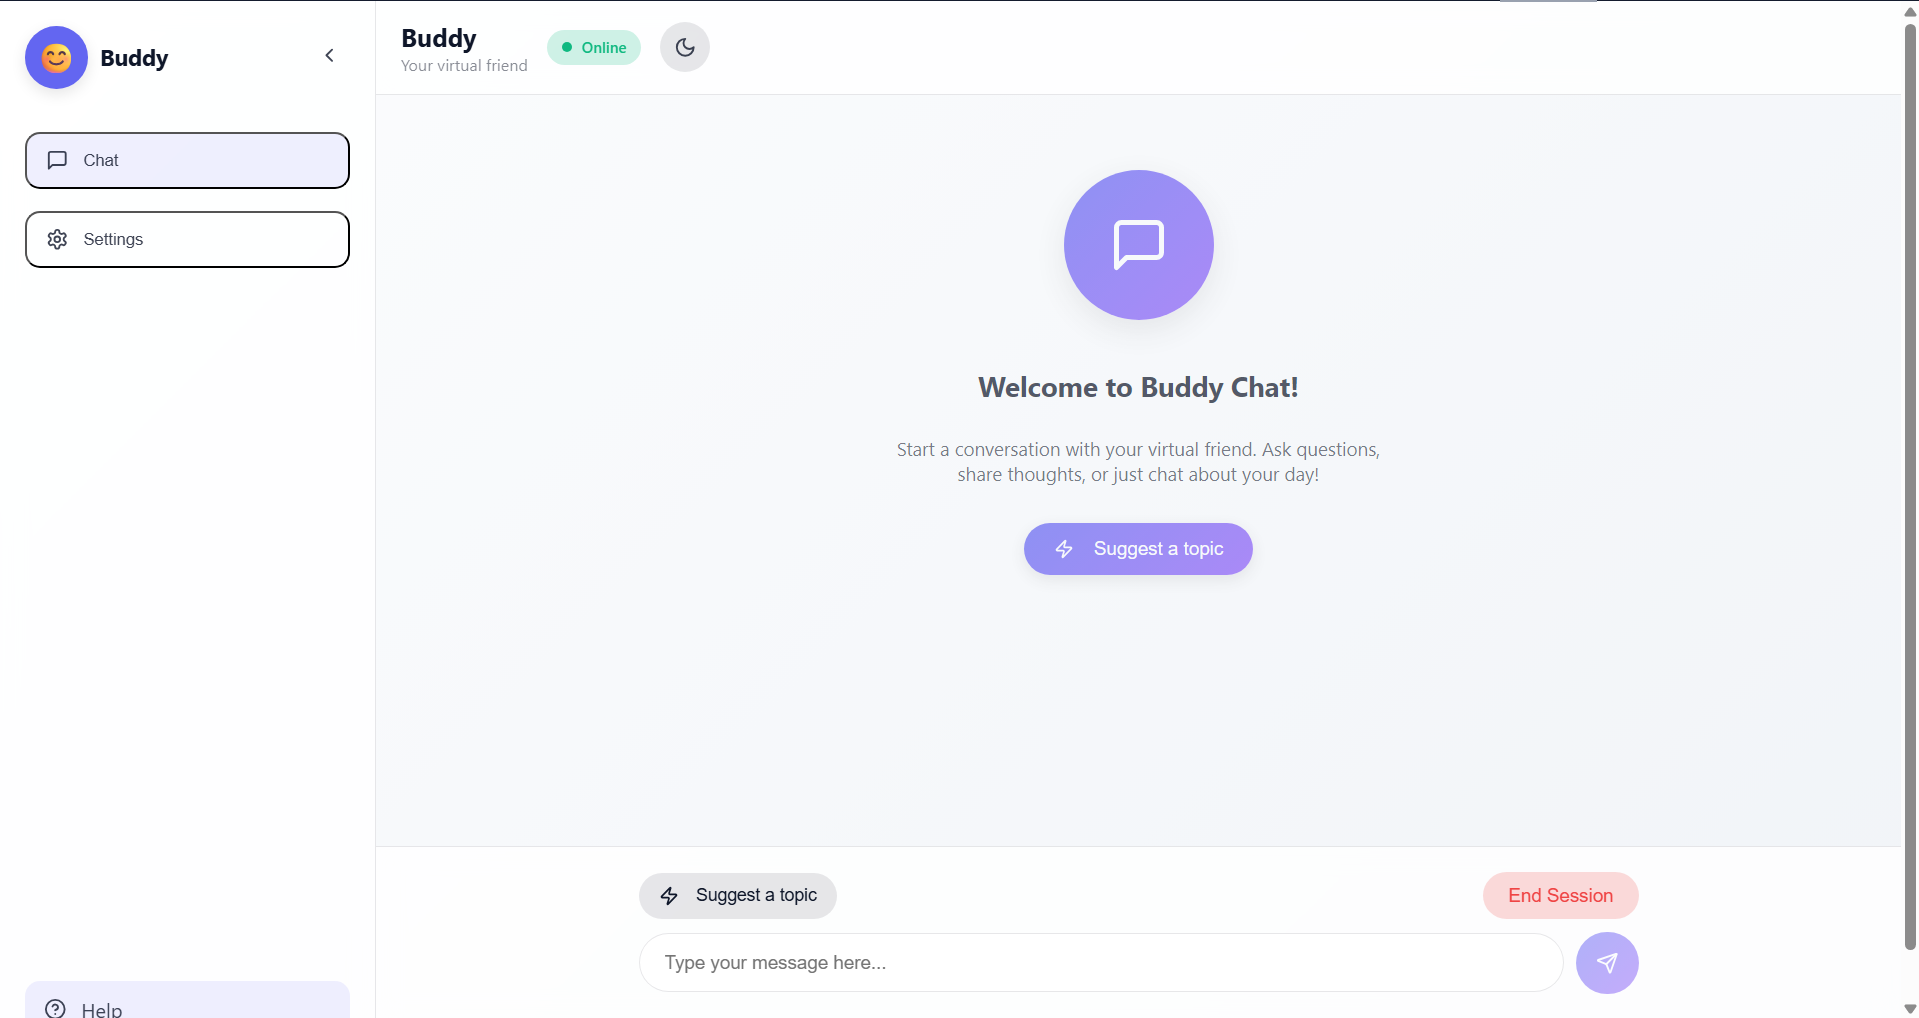 Buddy
Chat
Settings
Help
Buddy
Your virtual friend
Online
Welcome to Buddy Chat!
Start a conversation with your virtual friend. Ask questions,
share thoughts, or just chat about your day!
Suggest a topic
Suggest a topic
End Session
Type your message here...